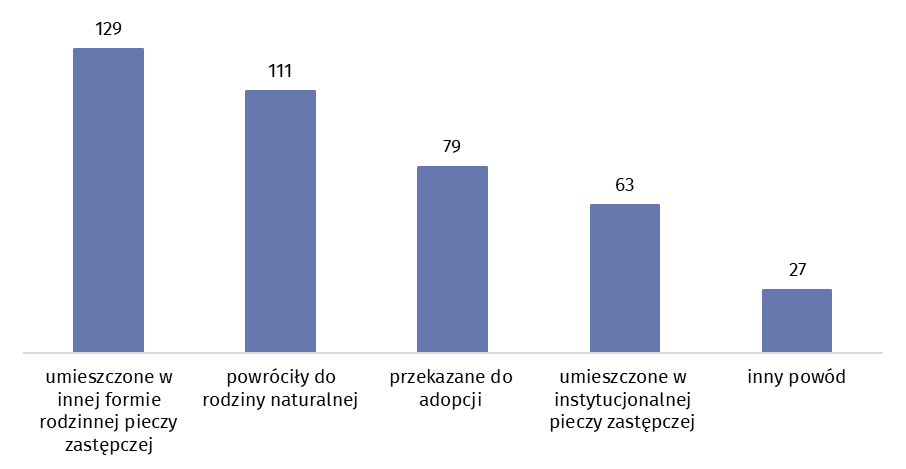 129
111
79
63
27
umieszczone w
innej formie
rodzinnej pieczy
zastępczej
powróciły do
rodziny naturalnej
przekazane do
adopcji
umieszczone w
instytucjonalnej
pieczy zastępczej
inny powód